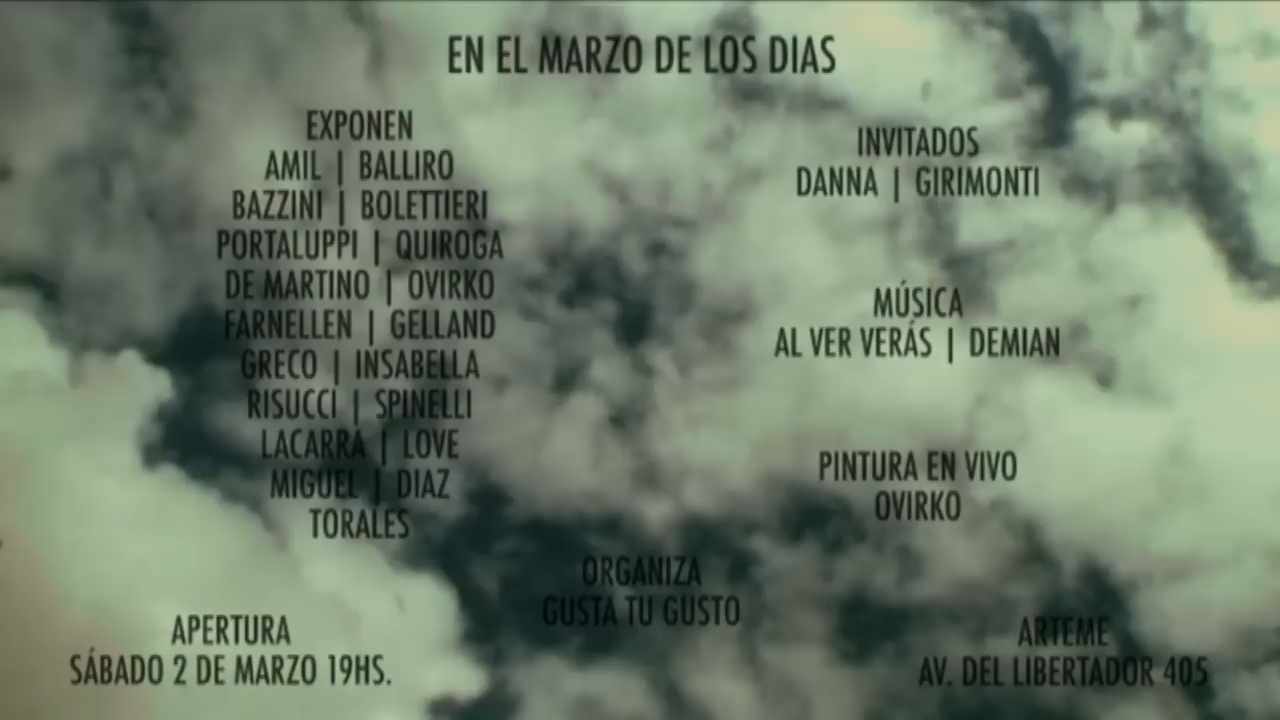 EN EL MARZO DE LOS DIAS
EXPONEN
AMIL | BALLIRO
BAZZINI | BOLETTIERI
PORTALUPPI | QUIROGA
DE MARTINO | OVIRKO
FARNELLEN | GELLAND
GRECO | INSABELLA
RISUCCI | SPINELLI
LACARRA | LOVE
MIGUEL | DIAZ
TORALES
INVITADOS
DANNA | GIRIMONTI
MÚSICA
AL VER VERÁS | DEMIAN
PINTURA EN VIVO
OVIRKO
ORGANIZA
GUSTA TU GUSTO
APERTURA
SÁBADO 2 DE MARZO 19HS.
ARTEME
AV. DEL LIBERTADOR 405